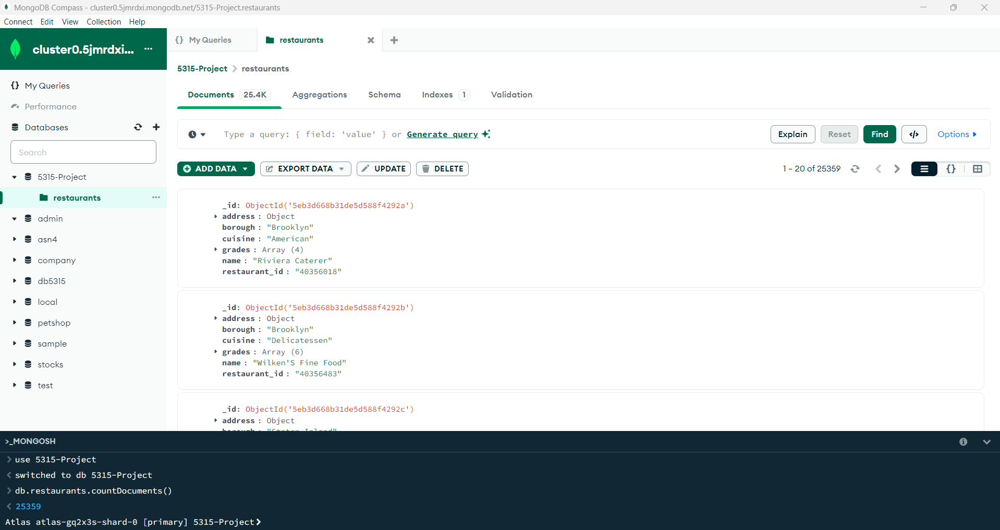 MongoDB Compass - cluster0.5jmrdxi.mongodb.net/5315-Project.restaurants
Connect Edit View Collection Help
cluster0.5jmrdxi... ···
My Queries
Performance
Databases
Search
5315-Project
restaurants ···
admin
asn4
company
db5315
local
petshop
sample
stocks
test
{} My Queries
restaurants
5315-Project > restaurants
Documents 25.4K Aggregations Schema Indexes 1 Validation
Type a query: { field: 'value' } or Generate query
Explain Reset Find </> Options
ADD DATA EXPORT DATA UPDATE DELETE
1 – 20 of 25359 {}
_id: ObjectId('5eb3d668b31de5d588f4292a')
address : Object
borough : "Brooklyn"
cuisine : "American"
grades : Array (4)
name : "Riviera Caterer"
restaurant_id : "40356018"
_id: ObjectId('5eb3d668b31de5d588f4292b')
address : Object
borough : "Brooklyn"
cuisine : "Delicatessen"
grades : Array (6)
name : "Wilken'S Fine Food"
restaurant_id : "40356483"
_id: ObjectId('5eb3d668b31de5d588f4292c')
address : Object
borough : "Staten Island"
>_MONGOSH
> use 5315-Project
< switched to db 5315-Project
> db.restaurants.countDocuments()
< 25359
Atlas atlas-gq2x3s-shard-0 [primary] 5315-Project>